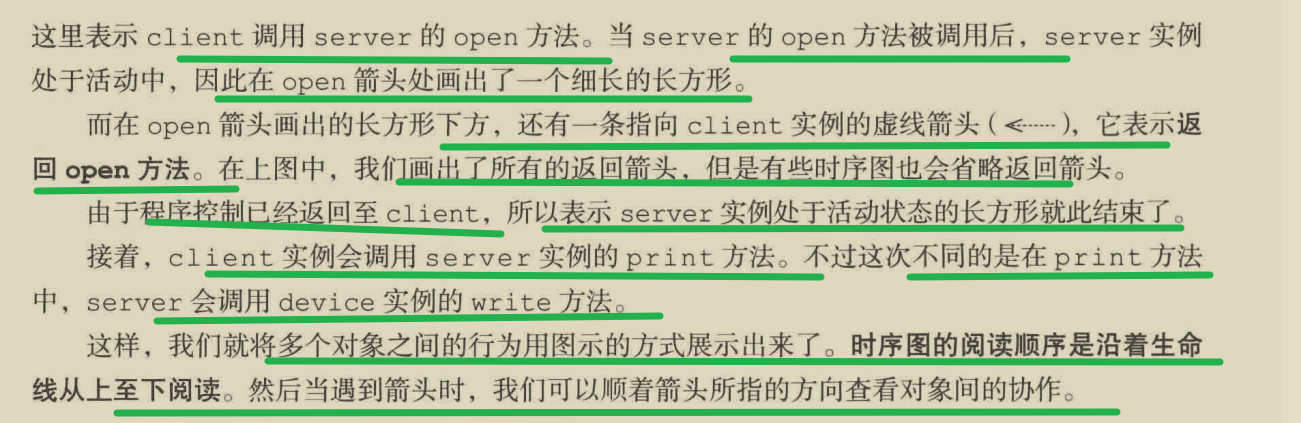 这里表示 client 调用 server 的 open 方法。当 server 的 open 方法被调用后，server 实例
处于活动中，因此在 open 箭头处画出了一个细长的长方形。
而在 open 箭头画出的长方形下方，还有一条指向 client 实例的虚线箭头（<-----），它表示返
回 open 方法。在上图中，我们画出了所有的返回箭头，但是有些时序图也会省略返回箭头。
由于程序控制已经返回至 client，所以表示 server 实例处于活动状态的长方形就此结束了。
接着，client 实例会调用 server 实例的 print 方法。不过这次不同的是在 print 方法
中，server 会调用 device 实例的 write 方法。
这样，我们就将多个对象之间的行为用图示的方式展示出来了。时序图的阅读顺序是沿着生命
线从上至下阅读。然后当遇到箭头时，我们可以顺着箭头所指的方向查看对象间的协作。